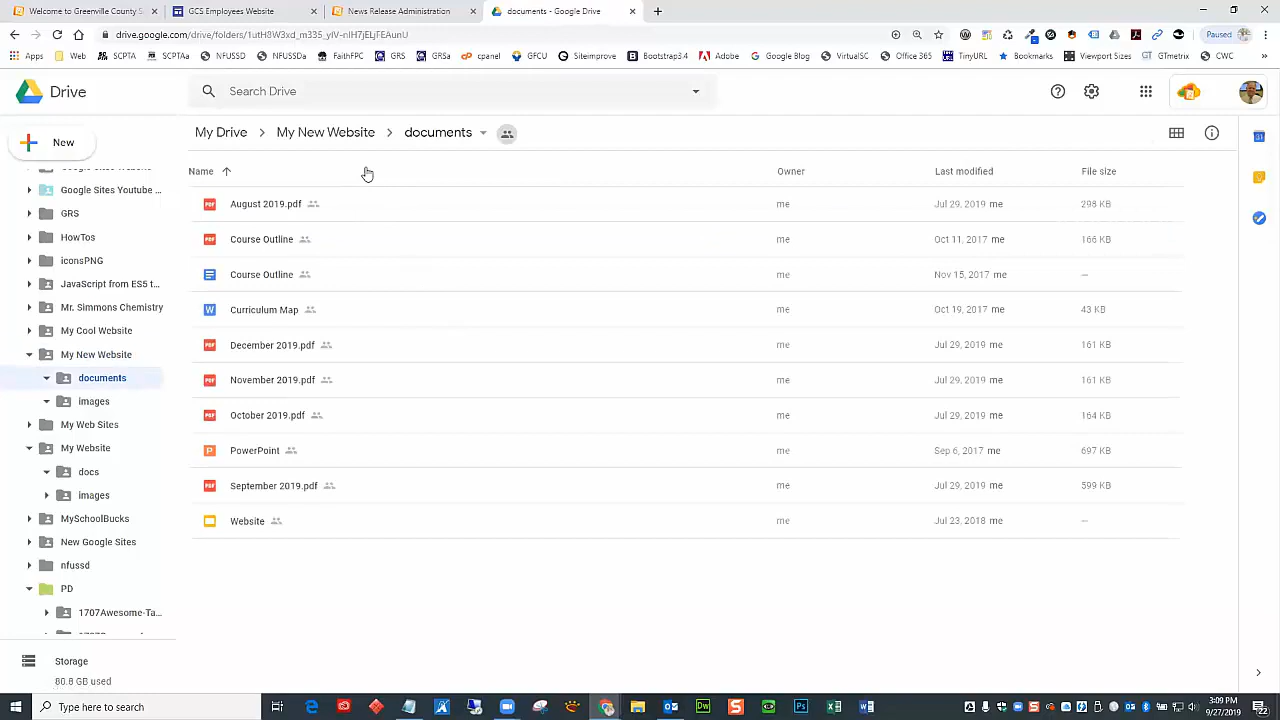 Welcome to Greenville County S
GCS Employees Website
News Release Administration
documents - Google Drive
Apps
Web
SCPTA
SCPTAa
NFUSSD
NFUSSDa
FaithFPC
GRS
GRSa
cpanel
GFCU
Siteimprove
Bootstrap3.4
Adobe
Google Blog
VirtualSC
Other IT
TinyURL
Bookmarks
Viewport Sizes
GTmetrix
CWC
Paused
Drive
Search Drive
New
My Drive > My New Website > documents
Name
Owner
Last modified
File size
August 2019.pdf me Jul 29, 2019 me 298 KB
Course Outline me Oct 11, 2017 me 166 KB
Course Outline me Nov 15, 2017 me —
Curriculum Map me Oct 19, 2017 me 43 KB
December 2019.pdf me Jul 29, 2019 me 161 KB
November 2019.pdf me Jul 29, 2019 me 161 KB
October 2019.pdf me Jul 29, 2019 me 164 KB
PowerPoint me Sep 6, 2017 me 697 KB
September 2019.pdf me Jul 29, 2019 me 599 KB
Website me Jul 23, 2018 me —
Google Sites Youtube ...
GRS
HowTos
iconsPNG
JavaScript from ES5 t...
Mr. Simmons Chemistry
My Cool Website
My New Website
documents
images
My Web Sites
My Website
docs
images
MySchoolBucks
New Google Sites
nfussd
PD
1707Awesome-Ta...
Storage
80.8 GB used
Type here to search
3:09 PM
9/27/2019